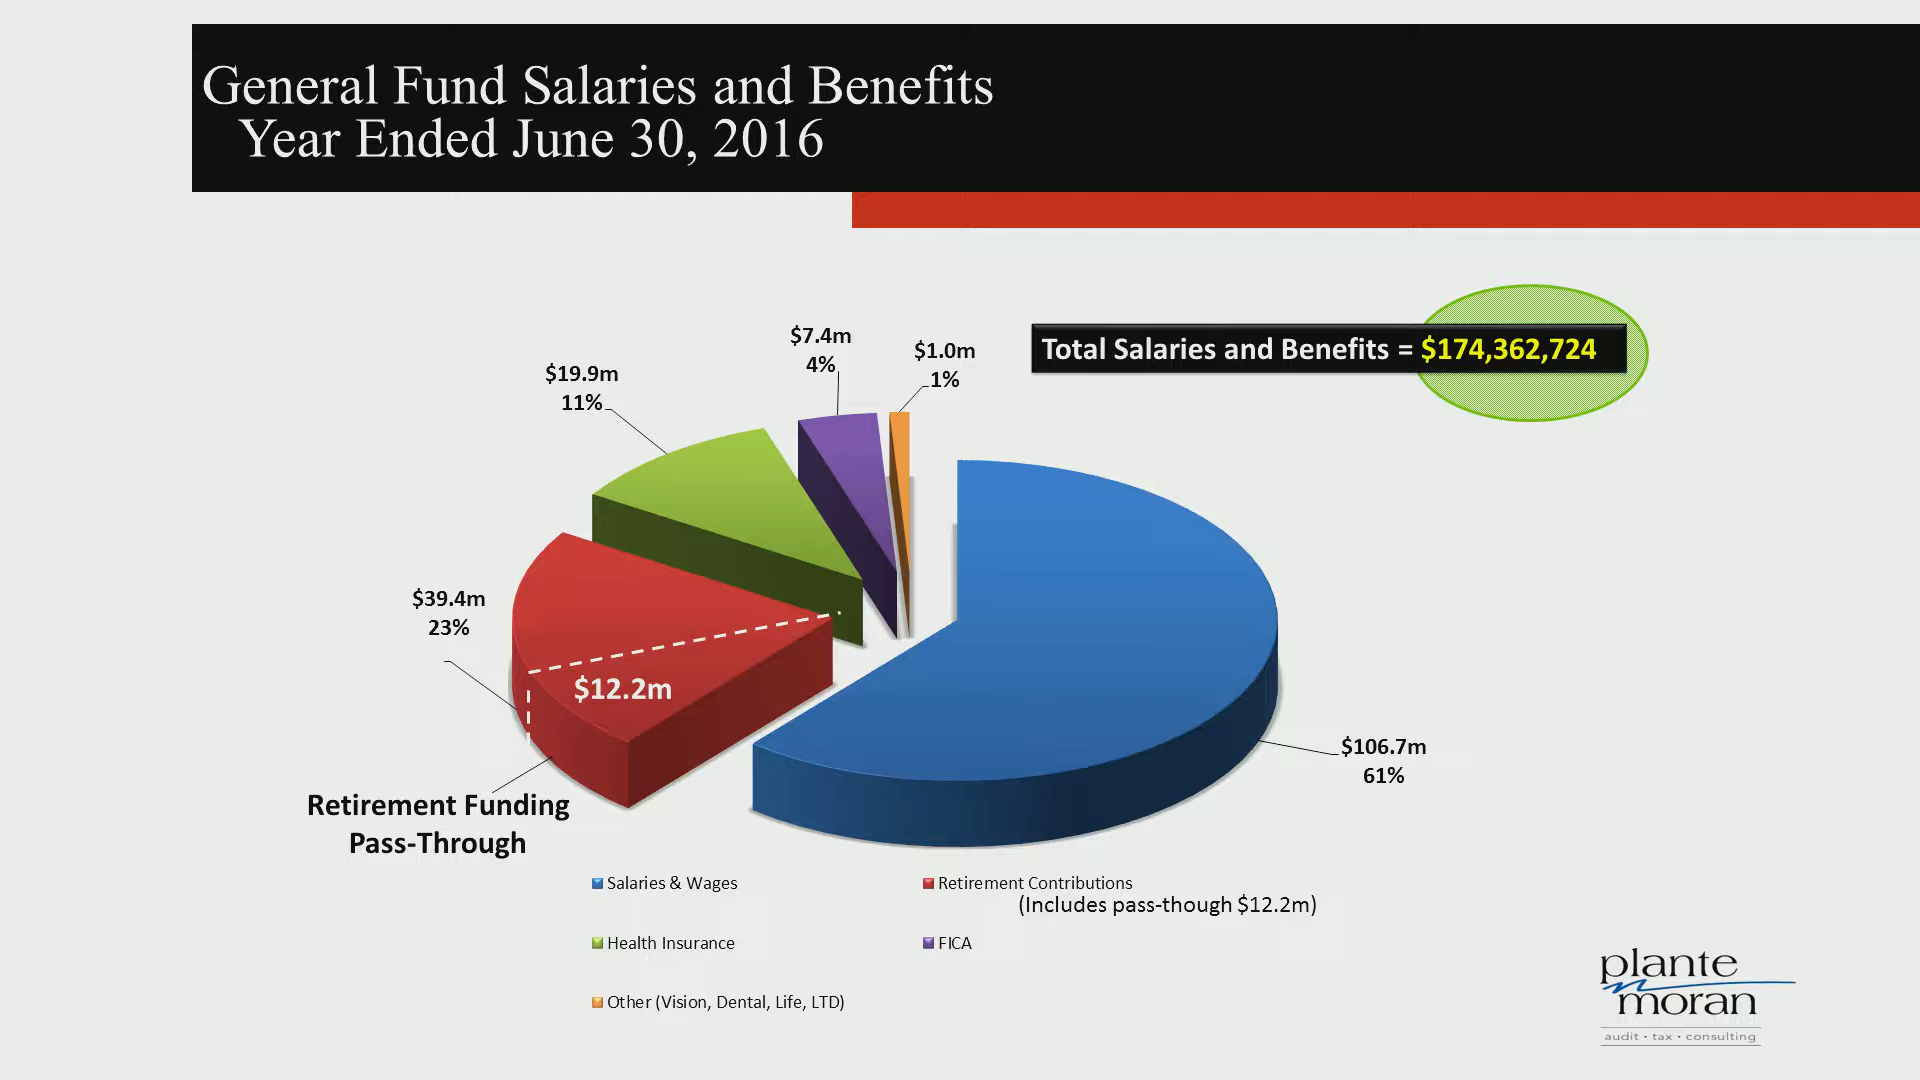 General Fund Salaries and Benefits
Year Ended June 30, 2016
Total Salaries and Benefits = $174,362,724
$7.4m
4%
$1.0m
1%
$19.9m
11%
$39.4m
23%
$12.2m
$106.7m
61%
Retirement Funding
Pass-Through
Salaries & Wages
Retirement Contributions
(Includes pass-though $12.2m)
Health Insurance
FICA
Other (Vision, Dental, Life, LTD)
plante
moran
audit • tax • consulting